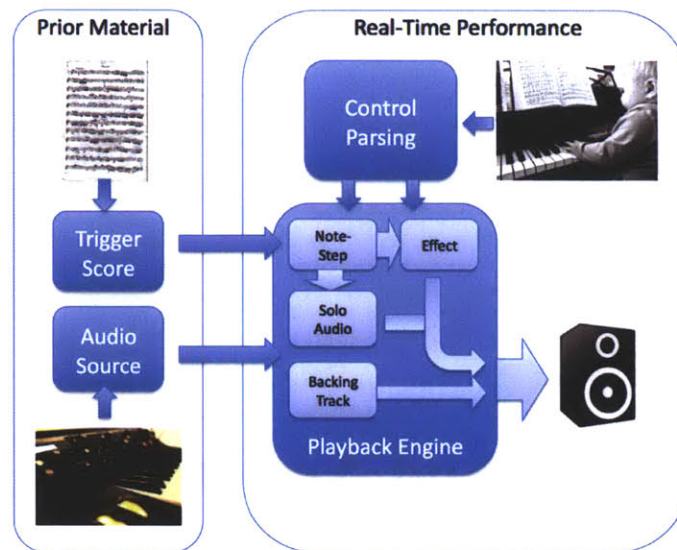 Prior Material
Real-Time Performance
Control
Parsing
Trigger
Score
Audio
Source
Note-
Step
Effect
Solo
Audio
Backing
Track
Playback Engine